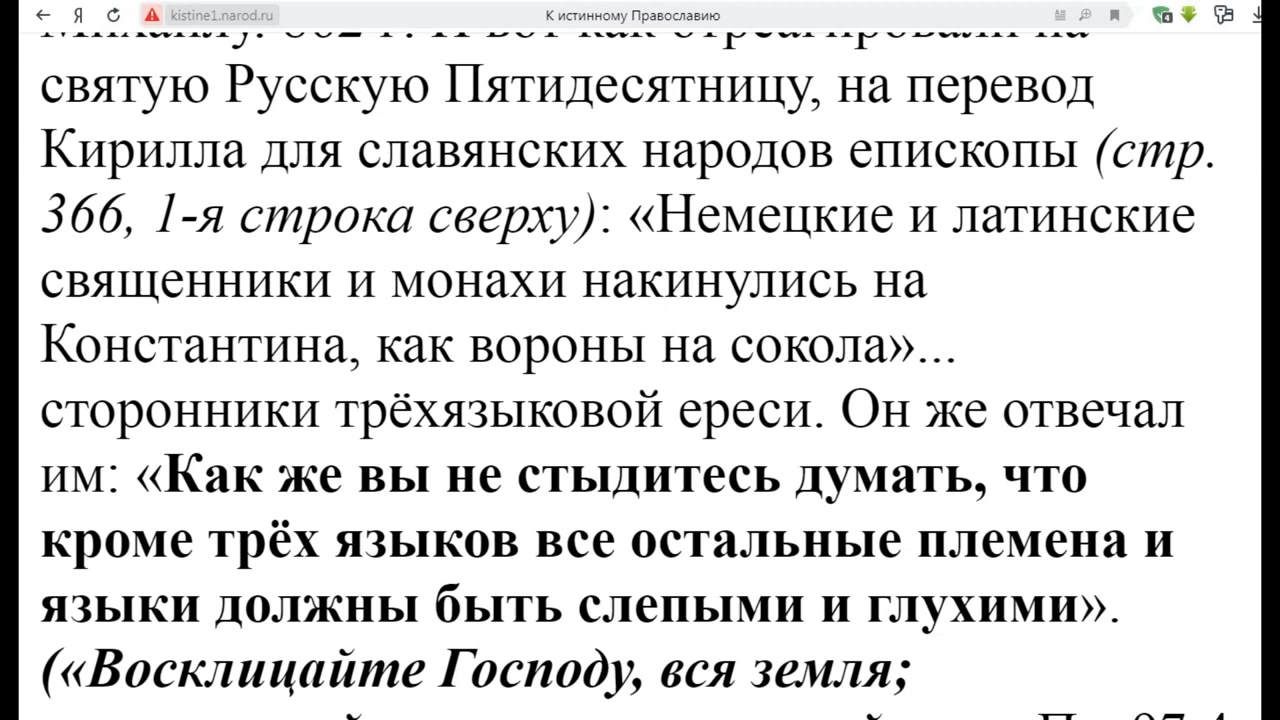 kistine1.narod.ru
К истинному Православию
святую Русскую Пятидесятницу, на перевод
Кирилла для славянских народов епископы (стр.
366, 1-я строка сверху): «Немецкие и латинские
священники и монахи накинулись на
Константина, как вороны на сокола»...
сторонники трёхязыковой ереси. Он же отвечал
им: «Как же вы не стыдитесь думать, что
кроме трёх языков все остальные племена и
языки должны быть слепыми и глухими».
(«Восклицайте Господу, вся земля;